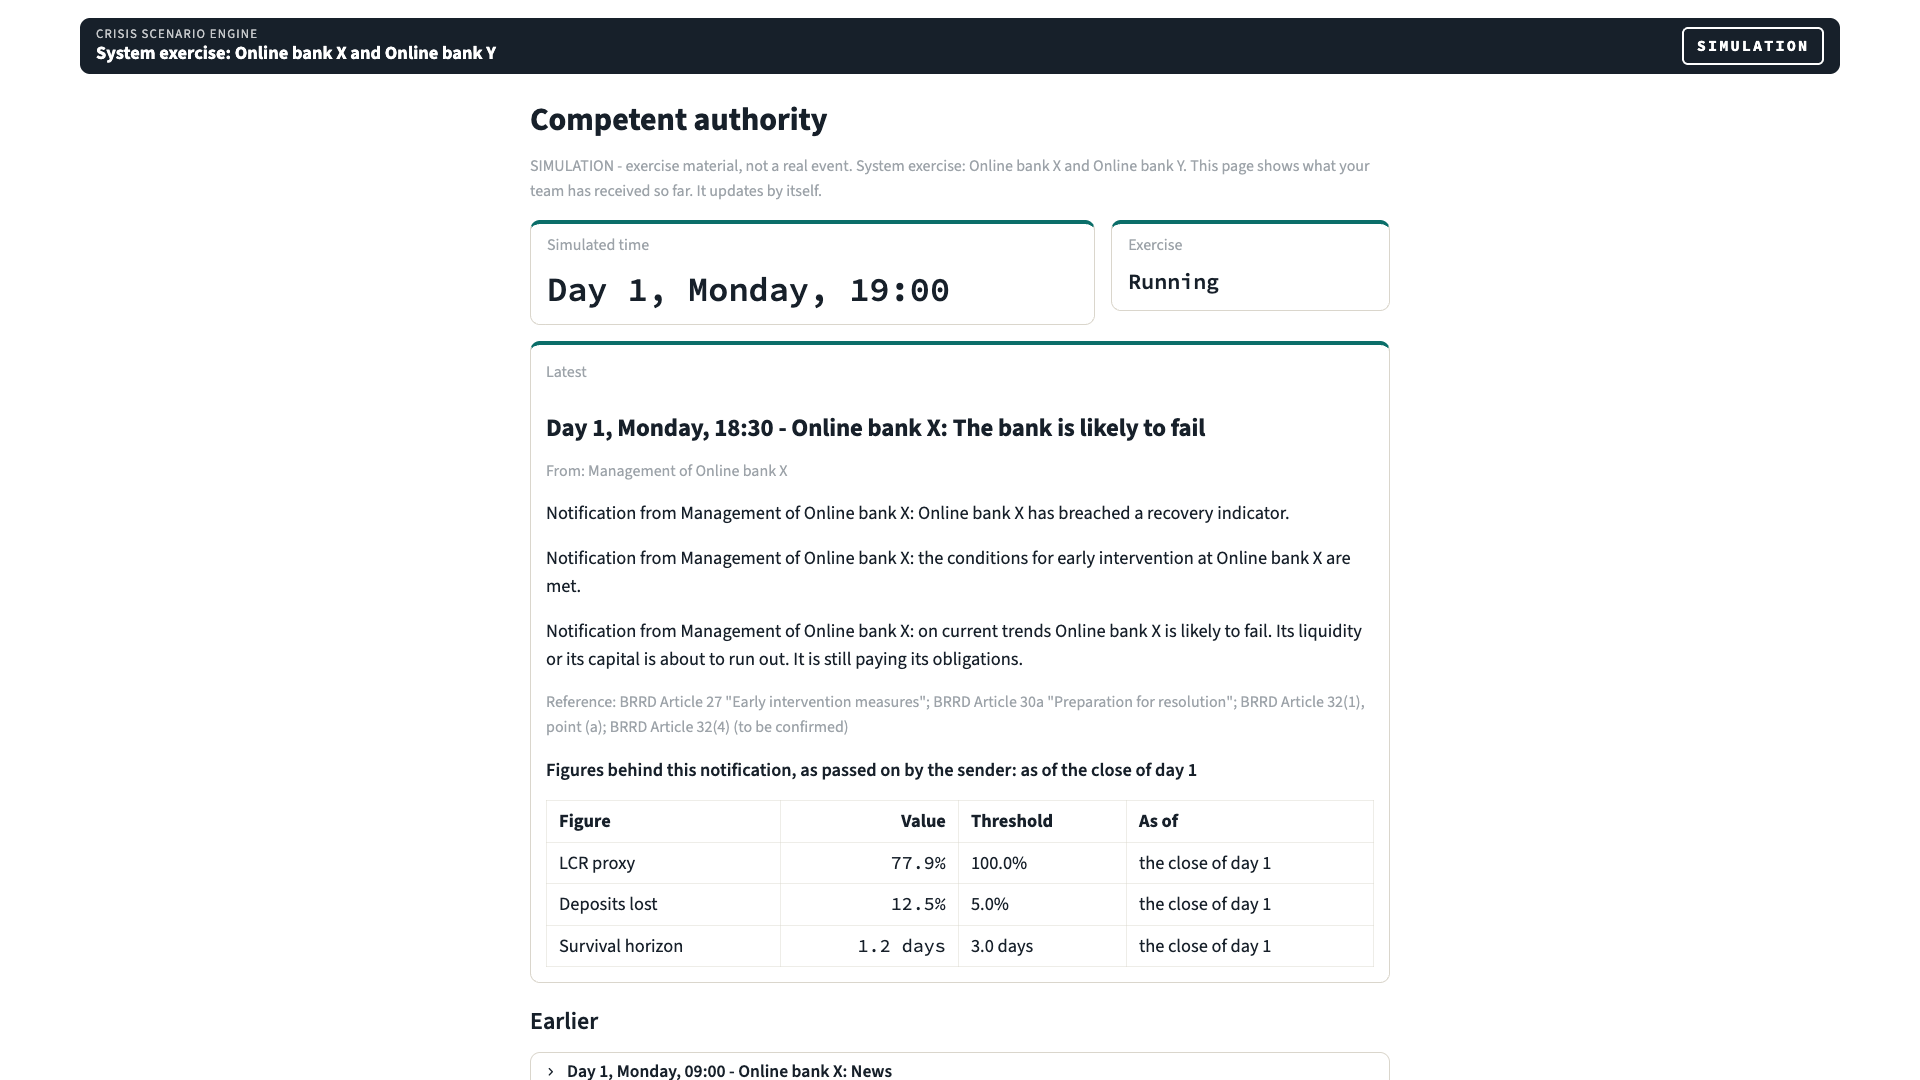 CRISIS SCENARIO ENGINE
System exercise: Online bank X and Online bank Y
SIMULATION
Competent authority
SIMULATION - exercise material, not a real event. System exercise: Online bank X and Online bank Y. This page shows what your
team has received so far. It updates by itself.
Simulated time
Day 1, Monday, 19:00
Exercise
Running
Latest
Day 1, Monday, 18:30 - Online bank X: The bank is likely to fail
From: Management of Online bank X
Notification from Management of Online bank X: Online bank X has breached a recovery indicator.
Notification from Management of Online bank X: the conditions for early intervention at Online bank X are
met.
Notification from Management of Online bank X: on current trends Online bank X is likely to fail. Its liquidity
or its capital is about to run out. It is still paying its obligations.
Reference: BRRD Article 27 "Early intervention measures"; BRRD Article 30a "Preparation for resolution"; BRRD Article 32(1),
point (a); BRRD Article 32(4) (to be confirmed)
Figures behind this notification, as passed on by the sender: as of the close of day 1
Figure Value Threshold As of
LCR proxy 77.9% 100.0% the close of day 1
Deposits lost 12.5% 5.0% the close of day 1
Survival horizon 1.2 days 3.0 days the close of day 1
Earlier
Day 1, Monday, 09:00 - Online bank X: News